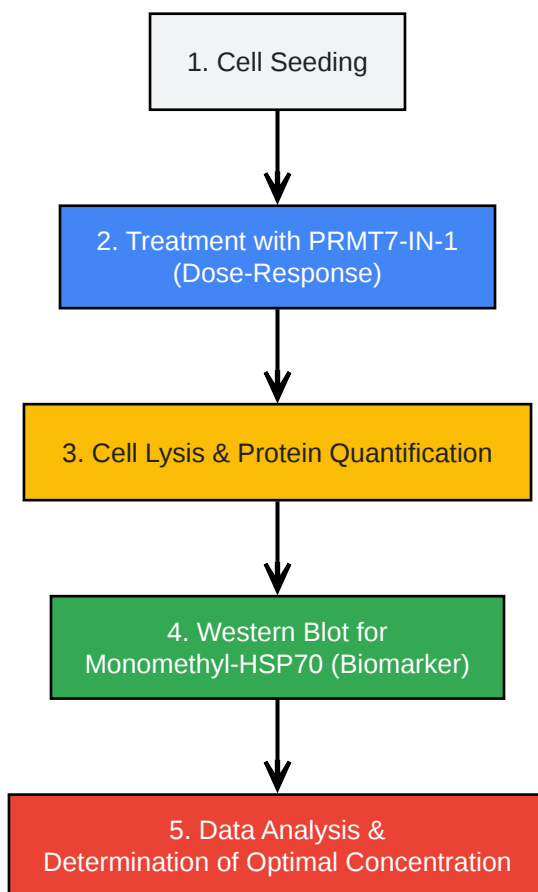 1. Cell Seeding
2. Treatment with PRMT7-IN-1
(Dose-Response)
3. Cell Lysis & Protein Quantification
4. Western Blot for
Monomethyl-HSP70 (Biomarker)
5. Data Analysis &
Determination of Optimal Concentration